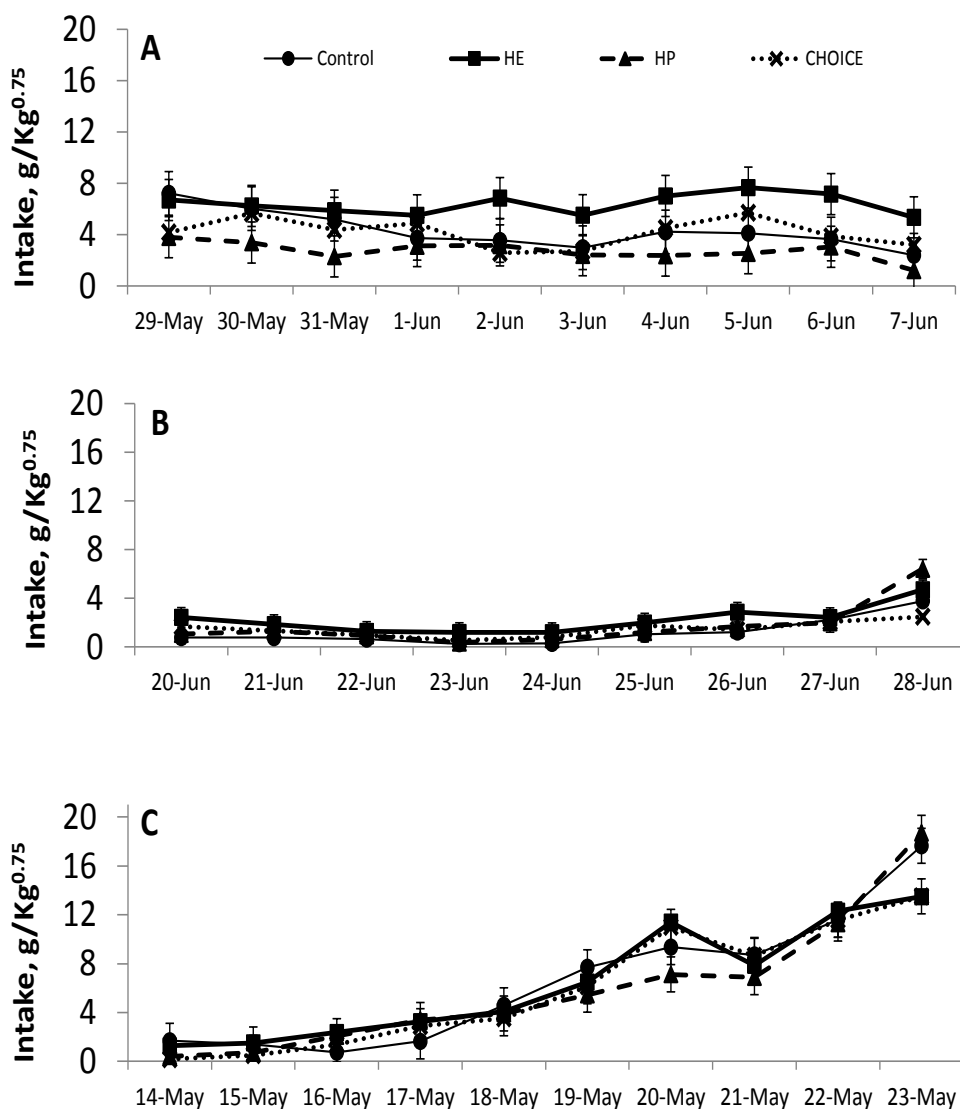 A
Control HE HP CHOICE
Intake, g/Kg0.75
20
16
12
8
4
0
29-May 30-May 31-May 1-Jun 2-Jun 3-Jun 4-Jun 5-Jun 6-Jun 7-Jun
B
Intake, g/Kg0.75
20
16
12
8
4
0
20-Jun 21-Jun 22-Jun 23-Jun 24-Jun 25-Jun 26-Jun 27-Jun 28-Jun
C
Intake, g/Kg0.75
20
16
12
8
4
0
14-May 15-May 16-May 17-May 18-May 19-May 20-May 21-May 22-May 23-May